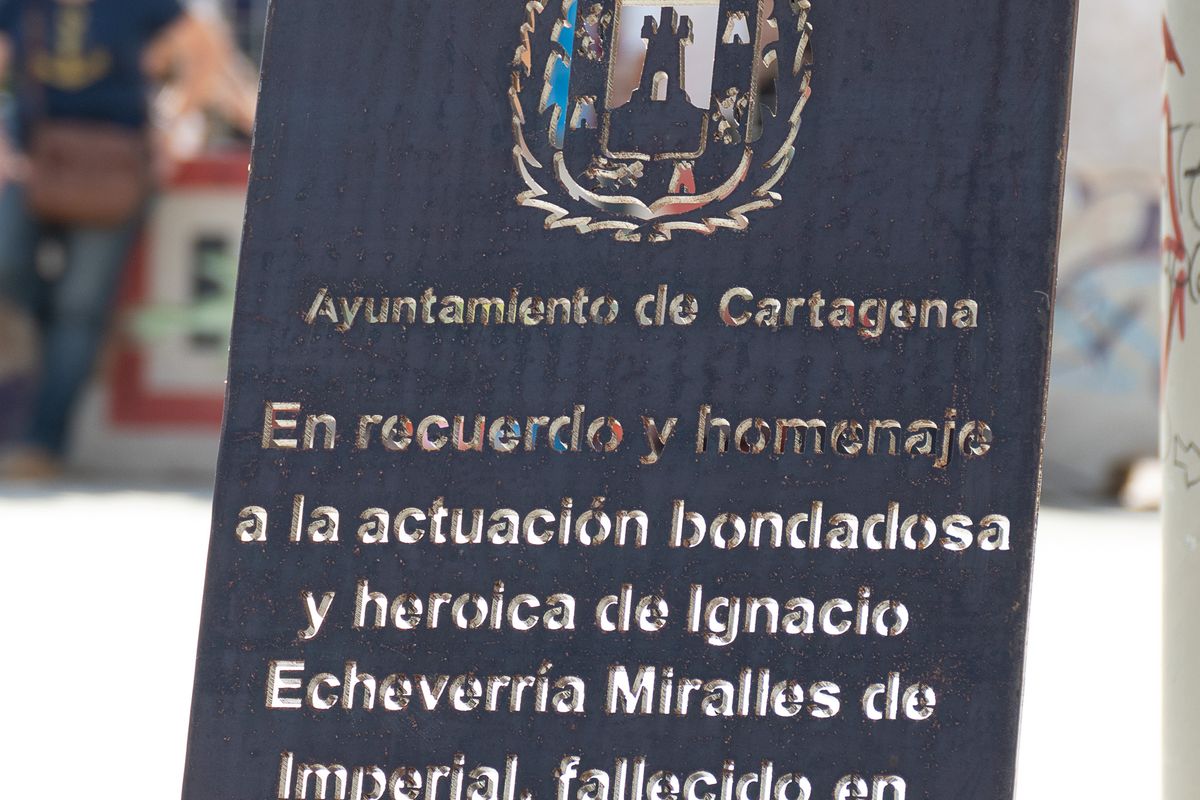 Ayuntamiento de Cartagena
En recuerdo y homenaje
a la actuación bondadosa
y heroica de Ignacio
Echeverría Miralles de
Imperial, fallecido en